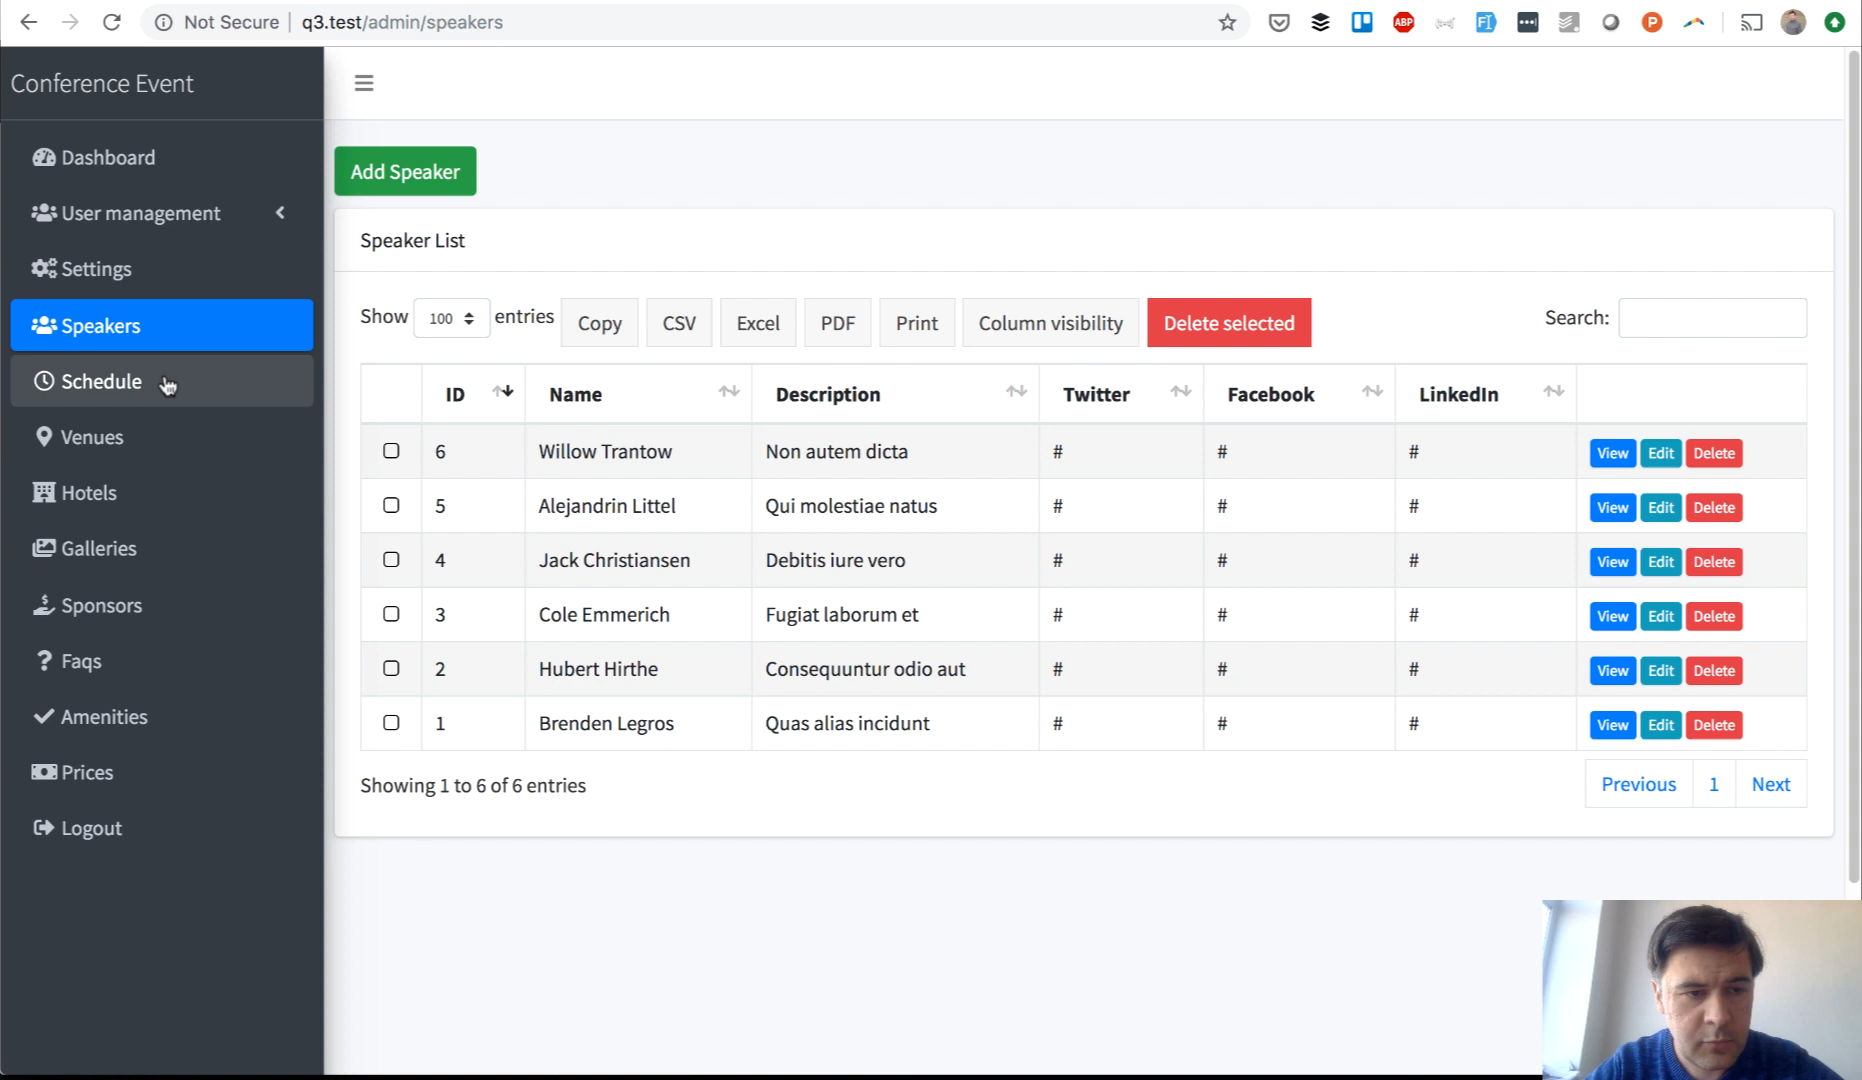 Not Secure | q3.test/admin/speakers
ABP
P
Conference Event
Dashboard
User management
Settings
Speakers
Schedule
Venues
Hotels
Galleries
Sponsors
Faqs
Amenities
Prices
Logout
Add Speaker
Speaker List
Show 100 entries Copy CSV Excel PDF Print Column visibility Delete selected Search:
ID Name Description Twitter Facebook LinkedIn
6 Willow Trantow Non autem dicta # # # View Edit Delete
5 Alejandrin Littel Qui molestiae natus # # # View Edit Delete
4 Jack Christiansen Debitis iure vero # # # View Edit Delete
3 Cole Emmerich Fugiat laborum et # # # View Edit Delete
2 Hubert Hirthe Consequuntur odio aut # # # View Edit Delete
1 Brenden Legros Quas alias incidunt # # # View Edit Delete
Showing 1 to 6 of 6 entries
Previous 1 Next